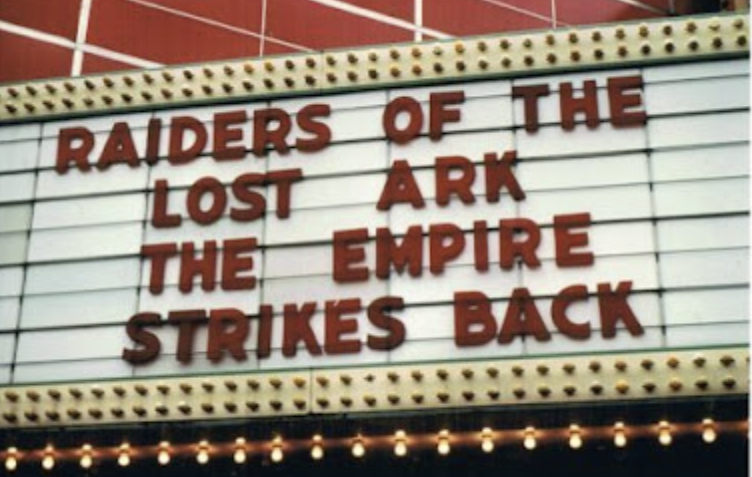 RAIDERS OF THE
LOST ARK
THE EMPIRE
STRIKES BACK